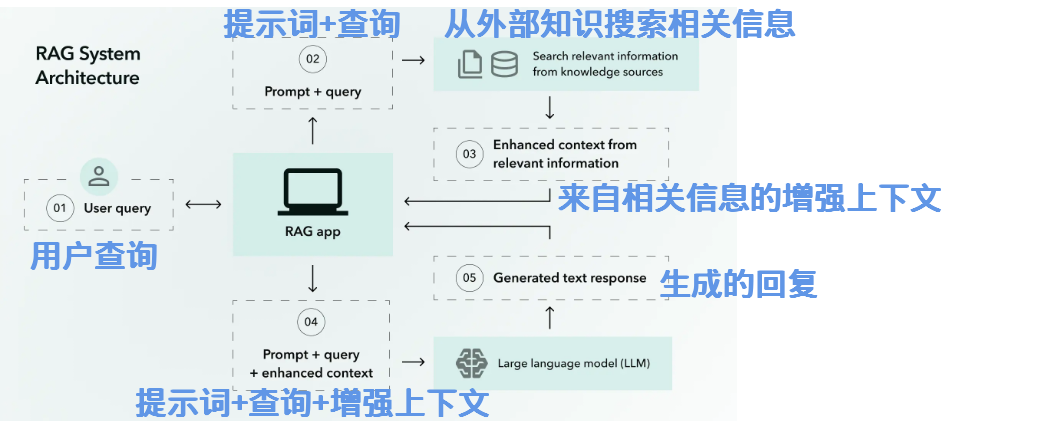 提示词+查询
从外部知识搜索相关信息
RAG System
Architecture
02
Prompt + query
Search relevant information
from knowledge sources
03
Enhanced context from
relevant information
来自相关信息的增强上下文
01
User query
用户查询
RAG app
05
Generated text response
生成的回复
04
Prompt + query
+ enhanced context
Large language model (LLM)
提示词+查询+增强上下文